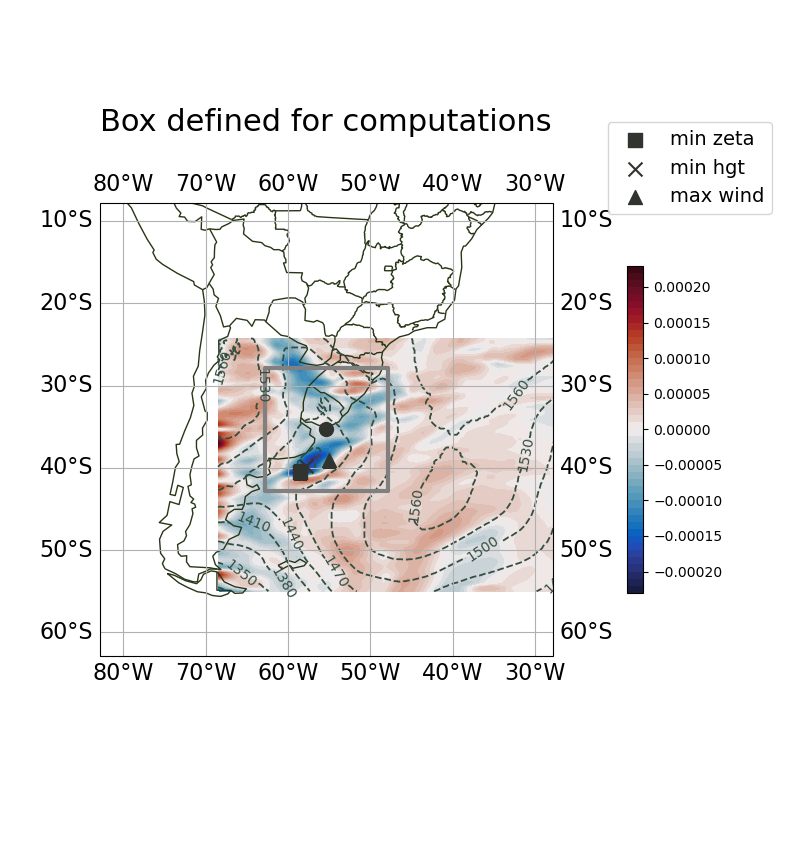 Box defined for computations
min zeta
min hgt
max wind
80°W 70°W 60°W 50°W 40°W 30°W
10°S 10°S
20°S
30°S 30°S
40°S 40°S
50°S 50°S
60°S 60°S
80°W 70°W 60°W 50°W 40°W 30°W
0.00020
0.00015
0.00010
0.00005
0.00000
−0.00005
−0.00010
−0.00015
−0.00020
1560
1530
1560
1530
1560
1410
1440
1500
1350
1380
1470